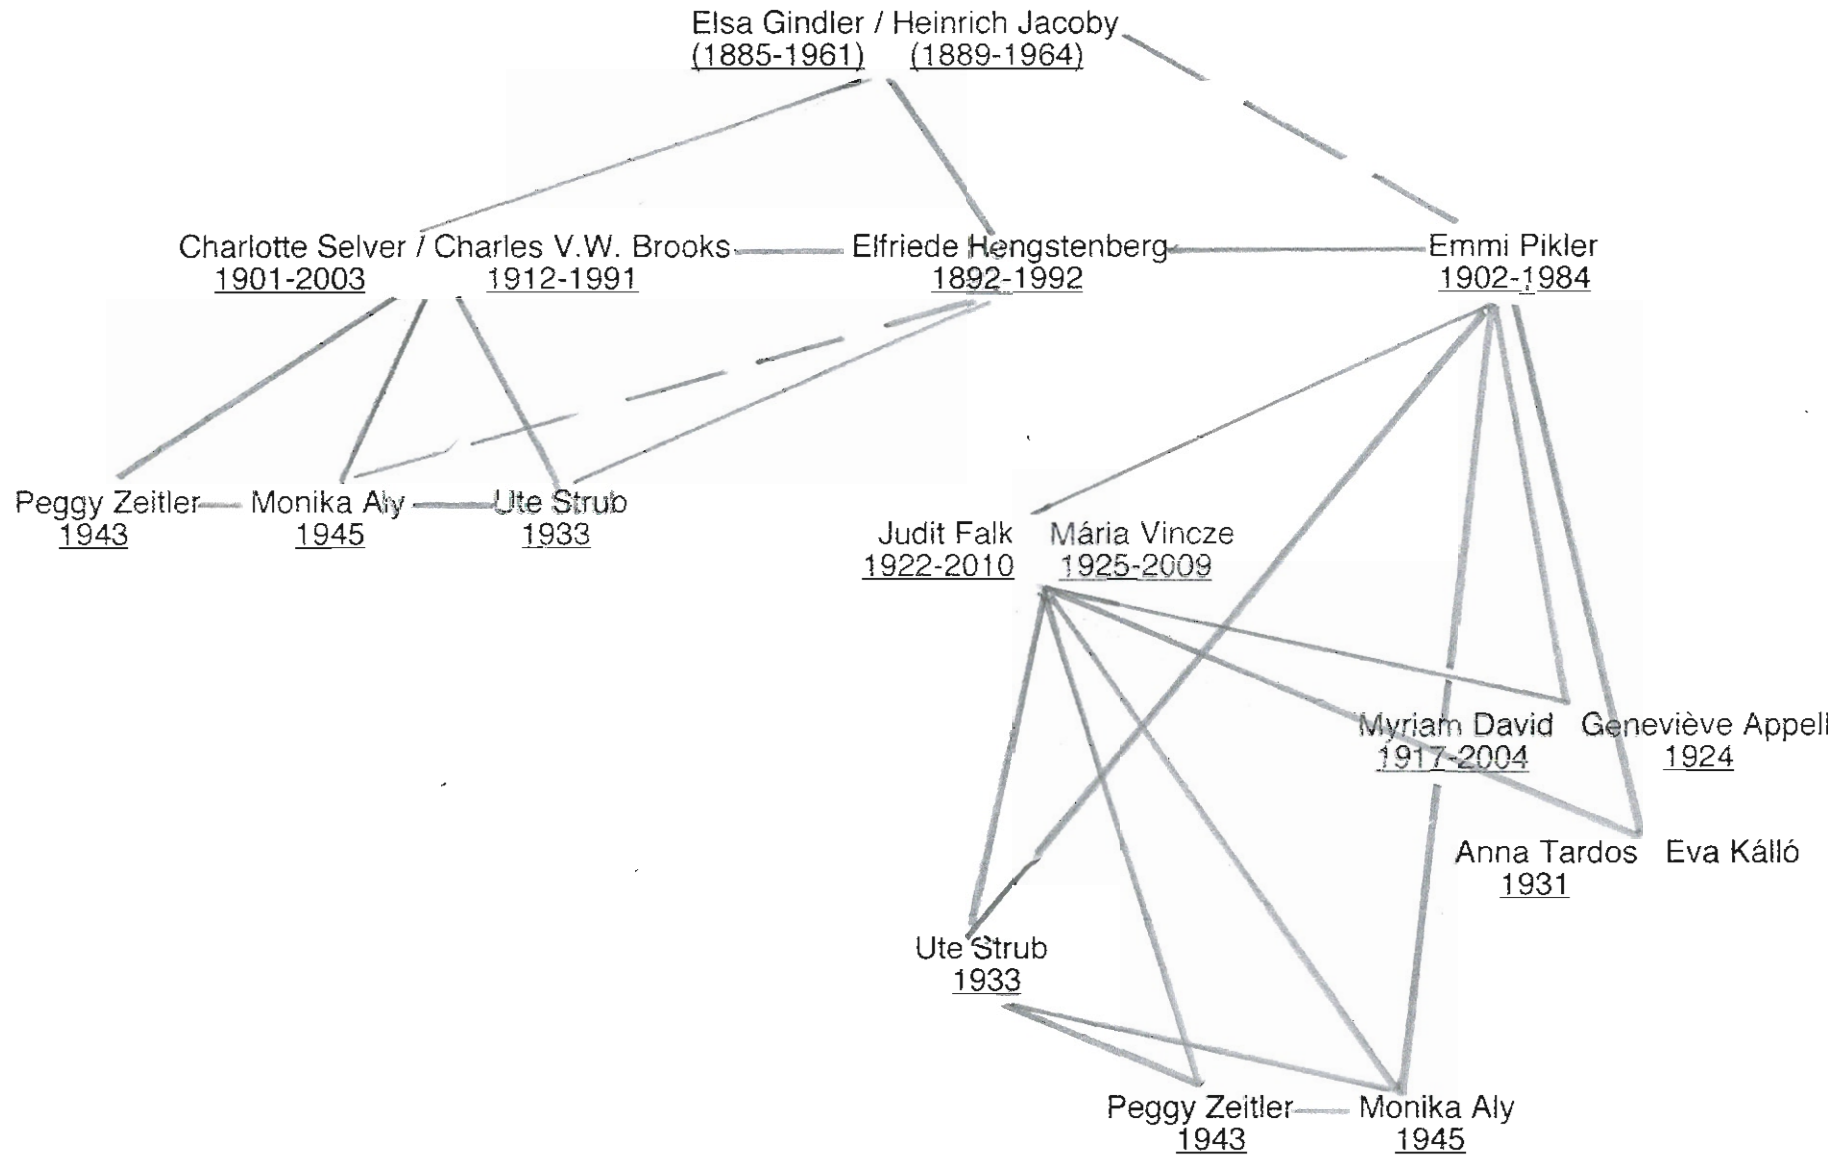 Elsa Gindler / Heinrich Jacoby
(1885-1961) (1889-1964)
Charlotte Selver / Charles V.W. Brooks Elfriede Hengstenberg Emmi Pikler
1901-2003 1912-1991 1892-1992 1902-1984
Peggy Zeitler Monika Aly Ute Strub
1943 1945 1933
Judit Falk Mária Vincze
1922-2010 1925-2009
Myriam David Geneviève Appell
1917-2004 1924
Anna Tardos Eva Kálló
1931
Ute Strub
1933
Peggy Zeitler Monika Aly
1943 1945